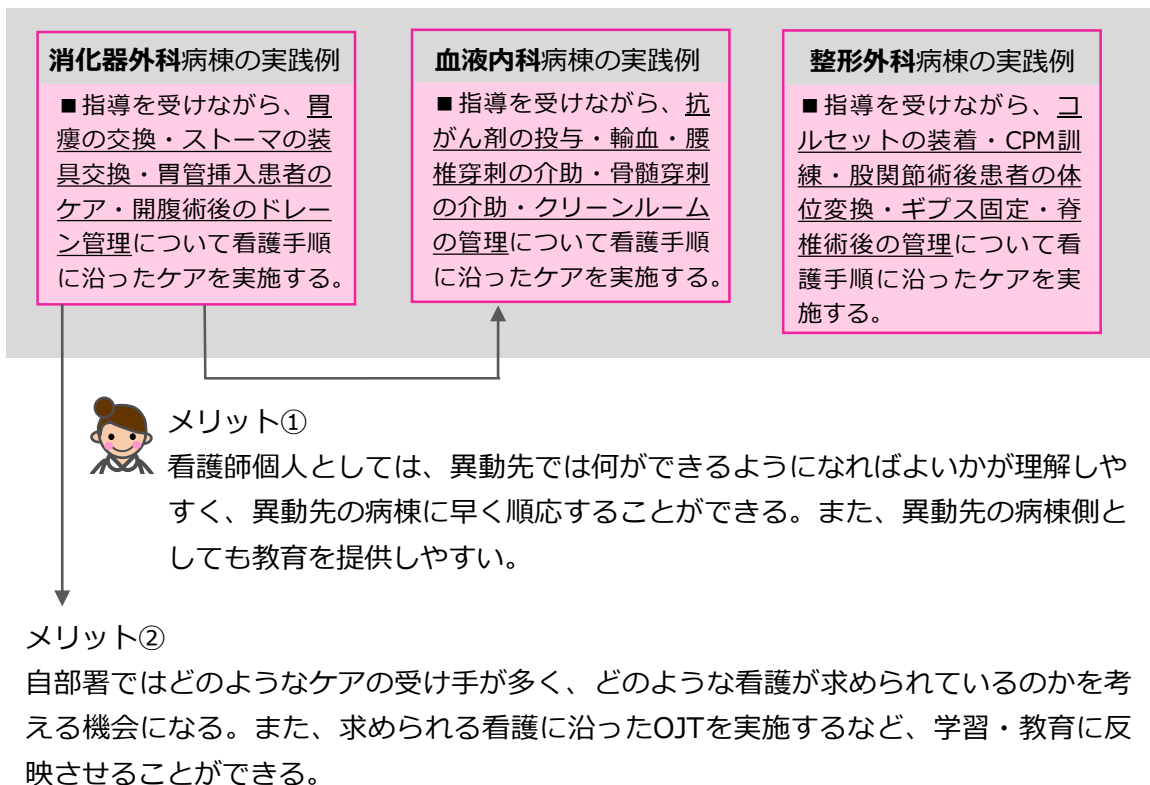 消化器外科病棟の実践例
■指導を受けながら、胃
瘻の交換・ストーマの装
具交換・胃管挿入患者の
ケア・開腹術後のドレー
ン管理について看護手順
に沿ったケアを実施する。
血液内科病棟の実践例
■指導を受けながら、抗
がん剤の投与・輸血・腰
椎穿刺の介助・骨髄穿刺
の介助・クリーンルーム
の管理について看護手順
に沿ったケアを実施する。
整形外科病棟の実践例
■指導を受けながら、コ
ルセットの装着・CPM訓
練・股関節術後患者の体
位変換・ギプス固定・脊
椎術後の管理について看
護手順に沿ったケアを実
施する。
メリット①
看護師個人としては、異動先では何ができるようになればよいかが理解しや
すく、異動先の病棟に早く順応することができる。また、異動先の病棟側と
しても教育を提供しやすい。
メリット②
自部署ではどのようなケアの受け手が多く、どのような看護が求められているのかを考
える機会になる。また、求められる看護に沿ったOJTを実施するなど、学習・教育に反
映させることができる。